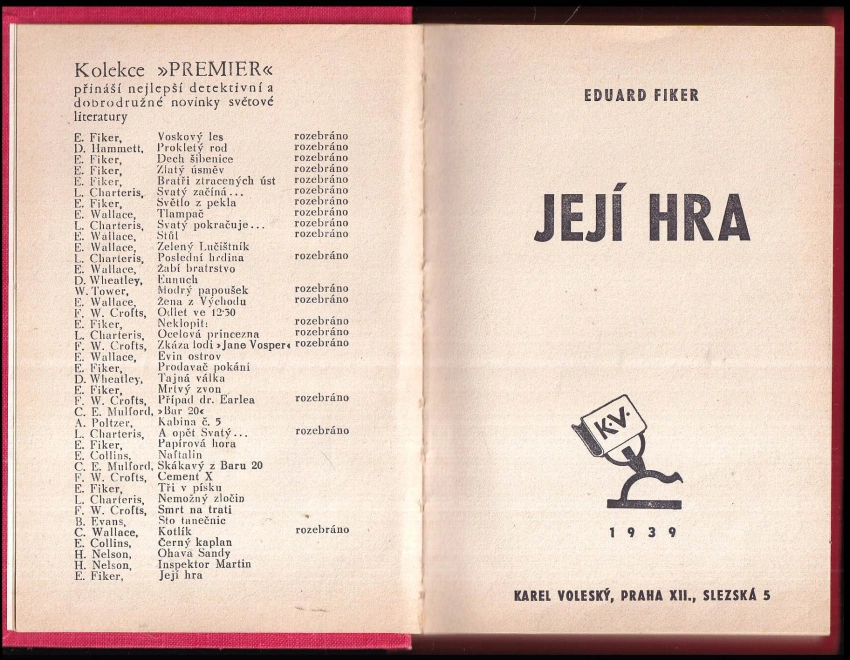 Kolekce »PREMIER«
přináší nejlepší detektivní a
dobrodružné novinky světové
literatury
E. Fiker, Voskový les rozebráno
D. Hammett, Prokletý rod rozebráno
E. Fiker, Dech šibenice rozebráno
E. Fiker, Zlatý úsměv rozebráno
E. Fiker, Bratři ztracených úst rozebráno
L. Charteris, Svatý začíná... rozebráno
E. Fiker, Světlo z pekla rozebráno
E. Wallace, Tlampač rozebráno
L. Charteris, Svatý pokračuje... rozebráno
E. Wallace, Stůl rozebráno
E. Wallace, Zelený Lučištník
L. Charteris, Poslední hrdina rozebráno
E. Wallace, Žabí bratrstvo
D. Wheatley, Eunuch
W. Tower, Modrý papoušek rozebráno
E. Wallace, Žena z Východu rozebráno
F. W. Crofts, Odlet ve 12·30
E. Fiker, Neklopit: rozebráno
L. Charteris, Ocelová princezna rozebráno
F. W. Crofts, Zkáza lodi »Jane Vosper« rozebráno
E. Wallace, Evin ostrov
E. Fiker, Prodavač pokání
D. Wheatley, Tajná válka
E. Fiker, Mrtvý zvon
F. W. Crofts, Případ dr. Earlea rozebráno
C. E. Mulford, »Bar 20«
A. Poltzer, Kabina č. 5
L. Charteris, A opět Svatý... rozebráno
E. Fiker, Papírová hora
E. Collins, Naftalin
C. E. Mulford, Skákavý z Baru 20
F. W. Crofts, Cement X
E. Fiker, Tři v písku
L. Charteris, Nemožný zločin
F. W. Crofts, Smrt na trati
B. Evans, Sto tanečnic
C. Wallace, Kotlík rozebráno
E. Collins, Černý kaplan
H. Nelson, Ohava Sandy
H. Nelson, Inspektor Martin
E. Fiker, Její hra
EDUARD FIKER
JEJÍ HRA
K.V.
1939
KAREL VOLESKÝ, PRAHA XII., SLEZSKÁ 5